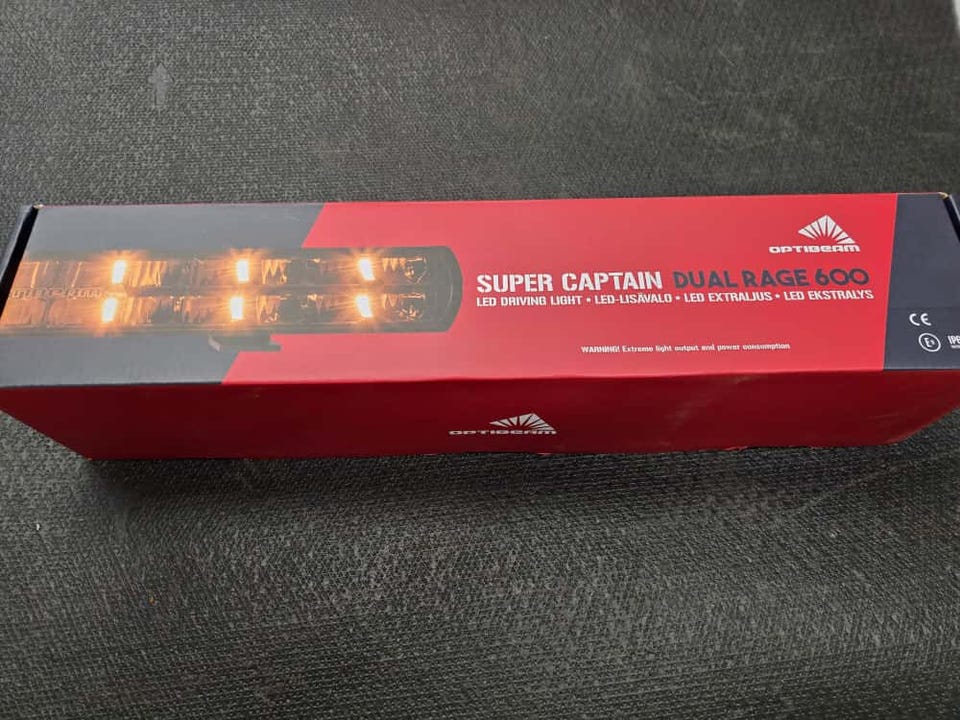 OPTIBEAM
SUPER CAPTAIN DUAL RAGE 600
LED DRIVING LIGHT • LED-LISÄVALO • LED EXTRALJUS • LED EKSTRALYS
WARNING! Extreme light output and power consumption
CE
OPTIBEAM